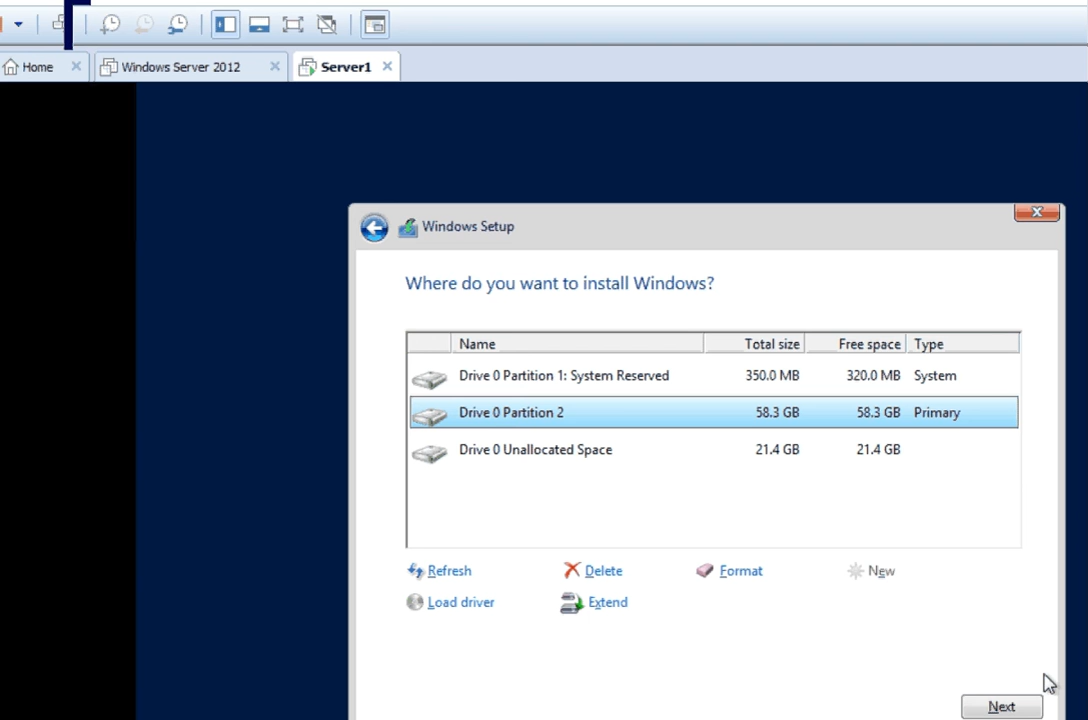 Home Windows Server 2012 Server1
Windows Setup
Where do you want to install Windows?
Name Total size Free space Type
Drive 0 Partition 1: System Reserved 350.0 MB 320.0 MB System
Drive 0 Partition 2 58.3 GB 58.3 GB Primary
Drive 0 Unallocated Space 21.4 GB 21.4 GB
Refresh Delete Format New
Load driver Extend
Next